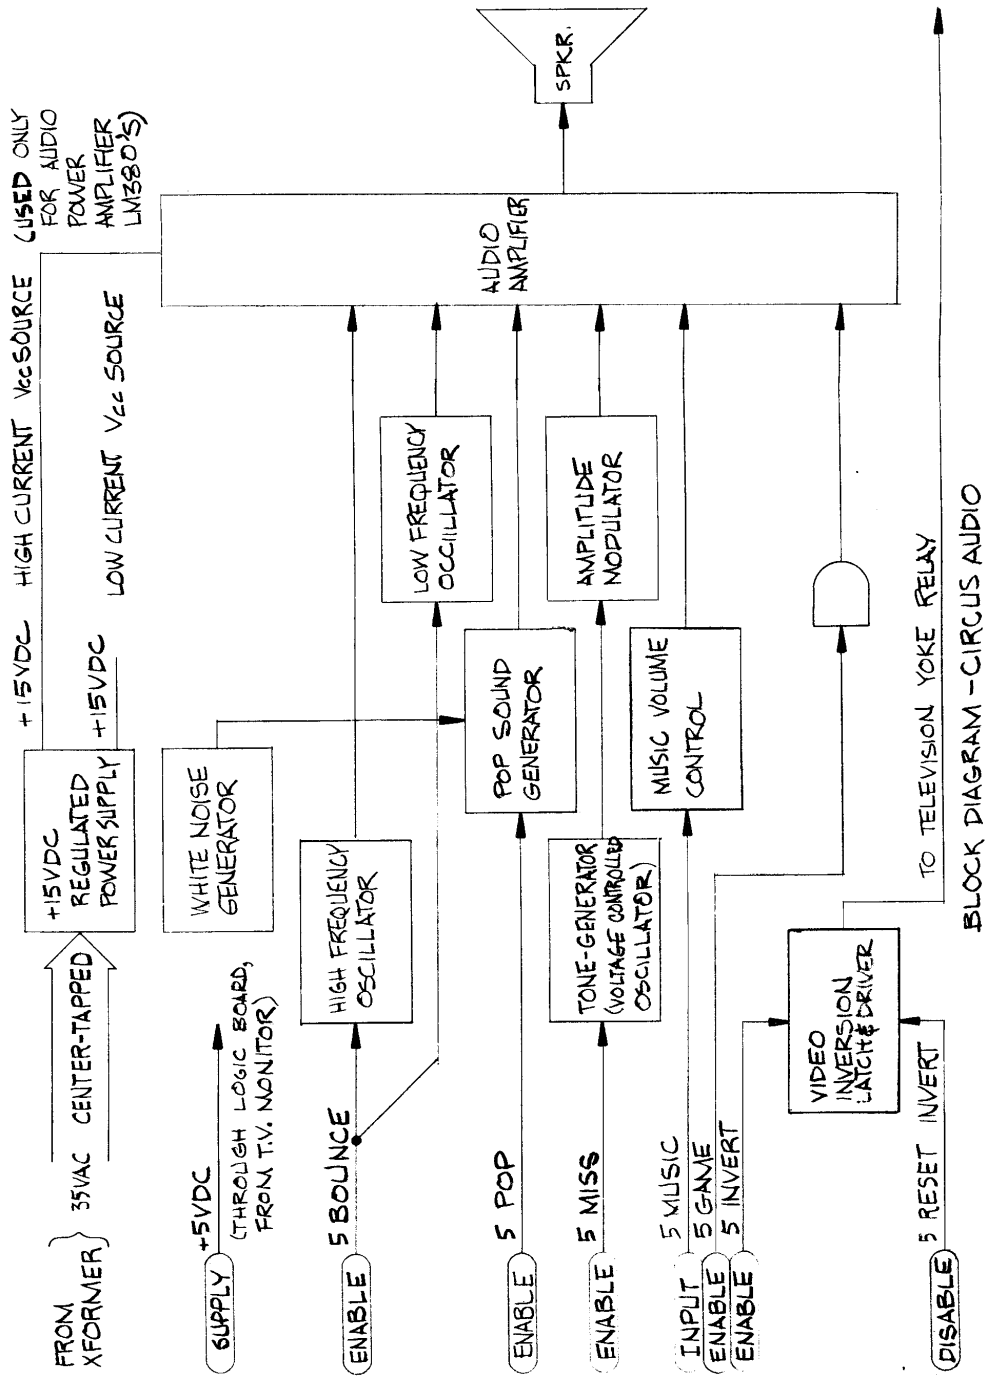 FROM
XFORMER
35VAC CENTER-TAPPED
+15VDC
REGULATED
POWER SUPPLY
+15VDC HIGH CURRENT Vcc SOURCE
(USED ONLY
FOR AUDIO
POWER
AMPLIFIER
LM380'S)
+15VDC
LOW CURRENT Vcc SOURCE
SUPPLY
+5VDC
(THROUGH LOGIC BOARD,
FROM T.V. MONITOR)
WHITE NOISE
GENERATOR
ENABLE
5 BOUNCE
HIGH FREQUENCY
OSCILLATOR
LOW FREQUENCY
OCCILLATOR
ENABLE
5 POP
POP SOUND
GENERATOR
ENABLE
5 MISS
TONE-GENERATOR
(VOLTAGE CONTROLLED
OSCILLATOR)
AMPLITUDE
MODULATOR
INPUT
5 MUSIC
MUSIC VOLUME
CONTROL
ENABLE
5 GAME
ENABLE
5 INVERT
VIDEO
INVERSION
LATCH & DRIVER
DISABLE
5 RESET INVERT
AUDIO
AMPLIFIER
SPKR.
TO TELEVISION YOKE RELAY
BLOCK DIAGRAM - CIRCUS AUDIO